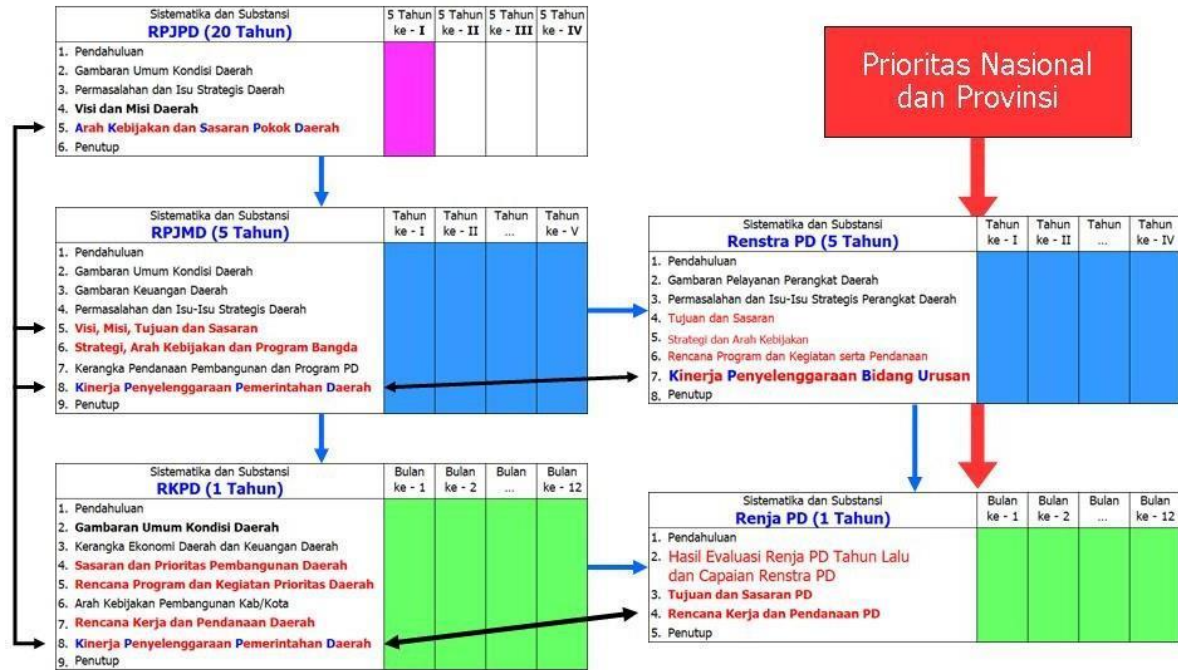 Sistematika dan Substansi
RPJPD (20 Tahun)
5 Tahun
ke - I
5 Tahun
ke - II
5 Tahun
ke - III
5 Tahun
ke - IV
1. Pendahuluan
2. Gambaran Umum Kondisi Daerah
3. Permasalahan dan Isu Strategis Daerah
4. Visi dan Misi Daerah
5. Arah Kebijakan dan Sasaran Pokok Daerah
6. Penutup
Prioritas Nasional
dan Provinsi
Sistematika dan Substansi
RPJMD (5 Tahun)
Tahun
ke - I
Tahun
ke - II
Tahun
...
Tahun
ke - V
1. Pendahuluan
2. Gambaran Umum Kondisi Daerah
3. Gambaran Keuangan Daerah
4. Permasalahan dan Isu-Isu Strategis Daerah
5. Visi, Misi, Tujuan dan Sasaran
6. Strategi, Arah Kebijakan dan Program Bangda
7. Kerangka Pendanaan Pembangunan dan Program PD
8. Kinerja Penyelenggaraan Pemerintahan Daerah
9. Penutup
Sistematika dan Substansi
Renstra PD (5 Tahun)
Tahun
ke - I
Tahun
ke - II
Tahun
...
Tahun
ke - IV
1. Pendahuluan
2. Gambaran Pelayanan Perangkat Daerah
3. Permasalahan dan Isu-Isu Strategis Perangkat Daerah
4. Tujuan dan Sasaran
5. Strategi dan Arah Kebijakan
6. Rencana Program dan Kegiatan serta Pendanaan
7. Kinerja Penyelenggaraan Bidang Urusan
8. Penutup
Sistematika dan Substansi
RKPD (1 Tahun)
Bulan
ke - 1
Bulan
ke - 2
Bulan
...
Bulan
ke - 12
1. Pendahuluan
2. Gambaran Umum Kondisi Daerah
3. Kerangka Ekonomi Daerah dan Keuangan Daerah
4. Sasaran dan Prioritas Pembangunan Daerah
5. Rencana Program dan Kegiatan Prioritas Daerah
6. Arah Kebijakan Pembangunan Kab/Kota
7. Rencana Kerja dan Pendanaan Daerah
8. Kinerja Penyelenggaraan Pemerintahan Daerah
9. Penutup
Sistematika dan Substansi
Renja PD (1 Tahun)
Bulan
ke - 1
Bulan
ke - 2
Bulan
...
Bulan
ke - 12
1. Pendahuluan
2. Hasil Evaluasi Renja PD Tahun Lalu
dan Capaian Renstra PD
3. Tujuan dan Sasaran PD
4. Rencana Kerja dan Pendanaan PD
5. Penutup